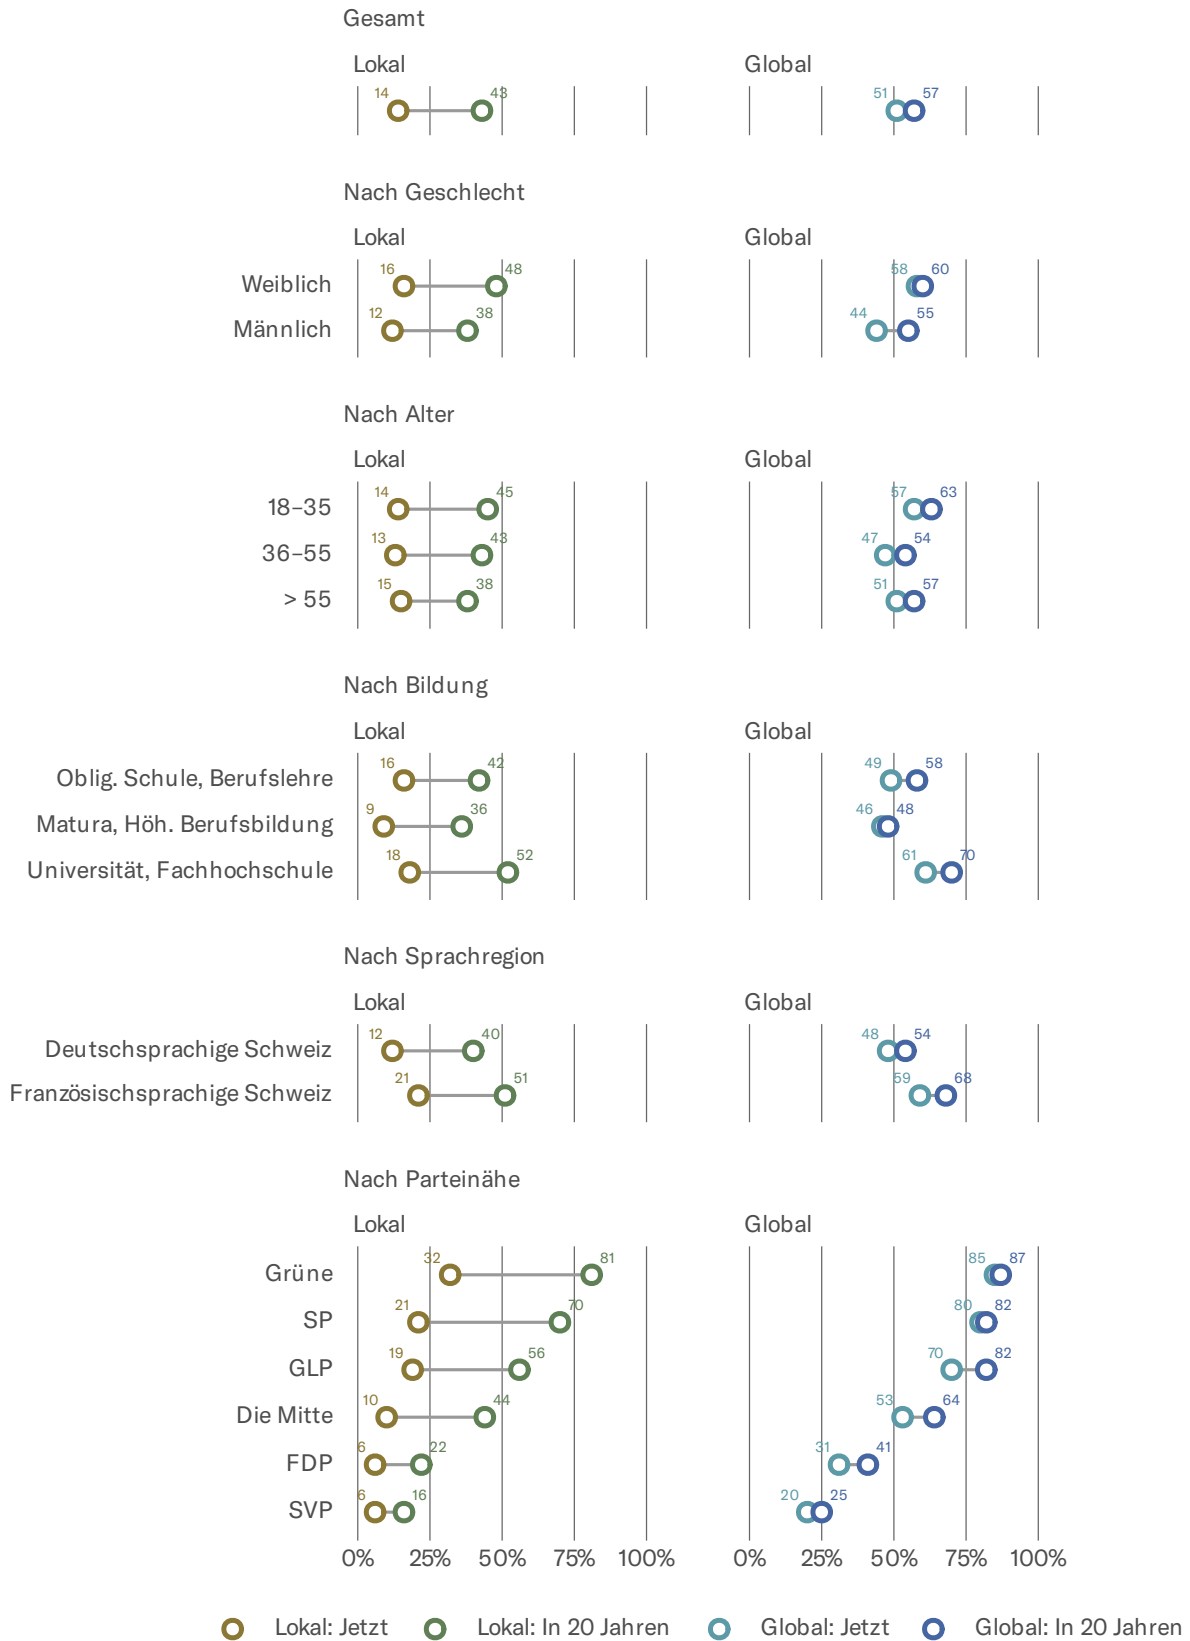 Gesamt
Lokal Global
14 43 51 57
Nach Geschlecht
Lokal Global
Weiblich 16 48 58 60
Männlich 12 38 44 55
Nach Alter
Lokal Global
18–35 14 45 57 63
36–55 13 43 47 54
> 55 15 38 51 57
Nach Bildung
Lokal Global
Oblig. Schule, Berufslehre 16 42 49 58
Matura, Höh. Berufsbildung 9 36 46 48
Universität, Fachhochschule 18 52 61 70
Nach Sprachregion
Lokal Global
Deutschsprachige Schweiz 12 40 48 54
Französischsprachige Schweiz 21 51 59 68
Nach Parteinähe
Lokal Global
Grüne 32 81 85 87
SP 21 70 80 82
GLP 19 56 70 82
Die Mitte 10 44 53 64
FDP 6 22 31 41
SVP 6 16 20 25
0% 25% 50% 75% 100% 0% 25% 50% 75% 100%
Lokal: Jetzt Lokal: In 20 Jahren Global: Jetzt Global: In 20 Jahren